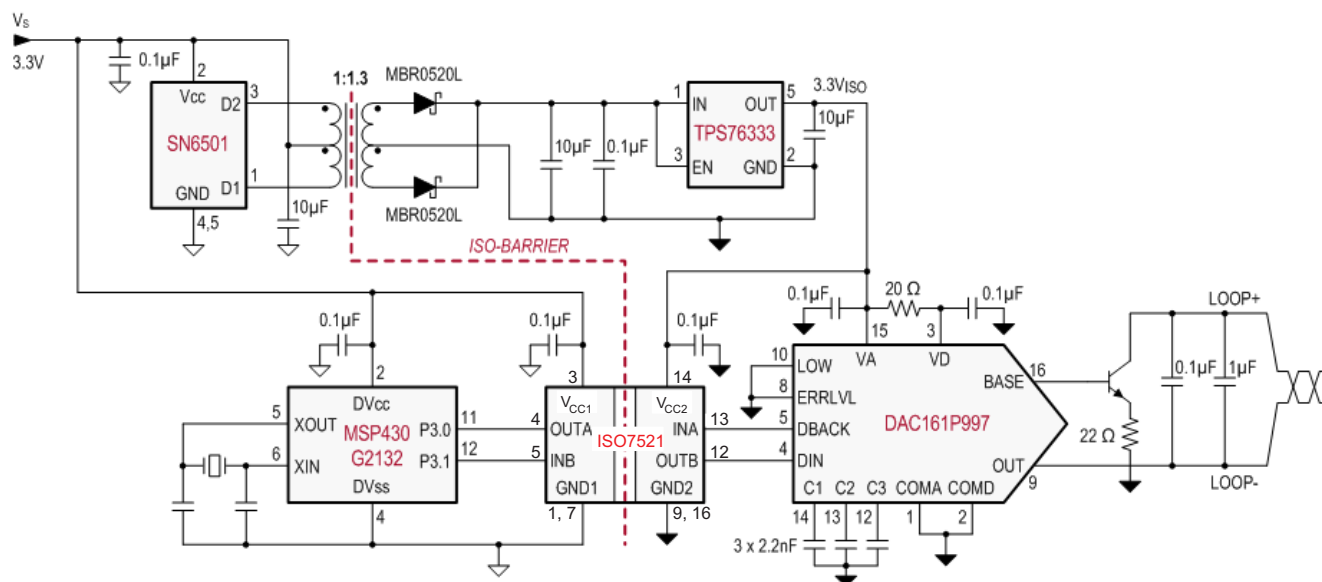 VS
3.3V
0.1µF
2
Vcc
D2
3
SN6501
D1
1
GND
4,5
10µF
1:1.3
MBR0520L
MBR0520L
10µF
0.1µF
1
IN
OUT
5
TPS76333
3
EN
GND
2
3.3VISO
10µF
ISO-BARRIER
0.1µF
2
DVcc
5
XOUT
MSP430
G2132
P3.0
11
6
XIN
P3.1
12
DVss
4
0.1µF
3
VCC1
4
OUTA
5
INB
GND1
1, 7
ISO7521
0.1µF
14
VCC2
INA
13
OUTB
12
GND2
9, 16
0.1µF
20 Ω
0.1µF
15
3
VA
VD
10
LOW
8
ERRLVL
5
DBACK
4
DIN
DAC161P997
BASE
16
OUT
9
C1
C2
C3
COMA
COMD
14
13
12
1
2
3 x 2.2nF
22 Ω
0.1µF
1µF
LOOP+
LOOP-